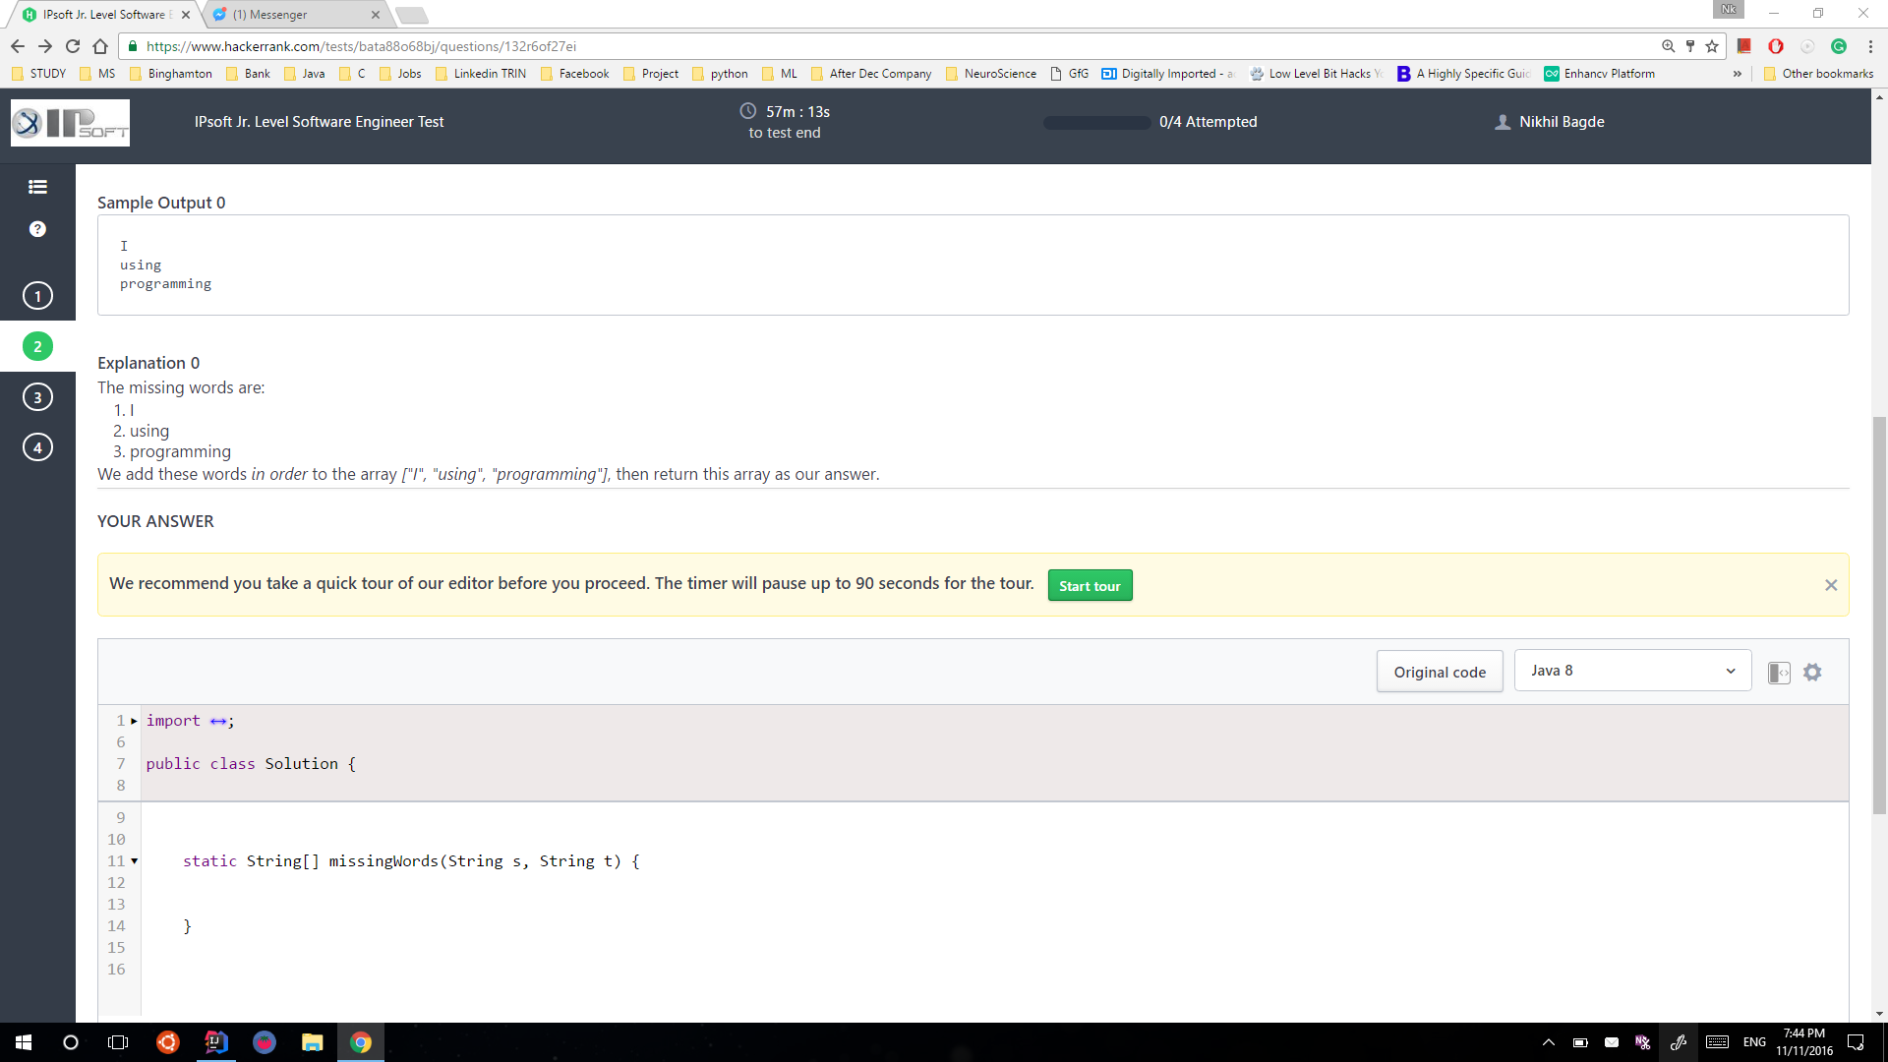 IPsoft Jr. Level Software E
(1) Messenger
Nk
https://www.hackerrank.com/tests/bata88o68bj/questions/132r6of27ei
STUDY MS Binghamton Bank Java C Jobs Linkedin TRIN Facebook Project python ML After Dec Company NeuroScience GfG Digitally Imported - a Low Level Bit Hacks Yo A Highly Specific Guid Enhancv Platform » Other bookmarks
IPsoft
IPsoft Jr. Level Software Engineer Test
57m : 13s
to test end
0/4 Attempted
Nikhil Bagde
?
1
2
3
4
Sample Output 0
I
using
programming
Explanation 0
The missing words are:
1. I
2. using
3. programming
We add these words in order to the array ["I", "using", "programming"], then return this array as our answer.
YOUR ANSWER
We recommend you take a quick tour of our editor before you proceed. The timer will pause up to 90 seconds for the tour. Start tour
Original code
Java 8
1 import ↔;
6
7 public class Solution {
8
9
10
11 static String[] missingWords(String s, String t) {
12
13
14 }
15
16
ENG
7:44 PM
11/11/2016